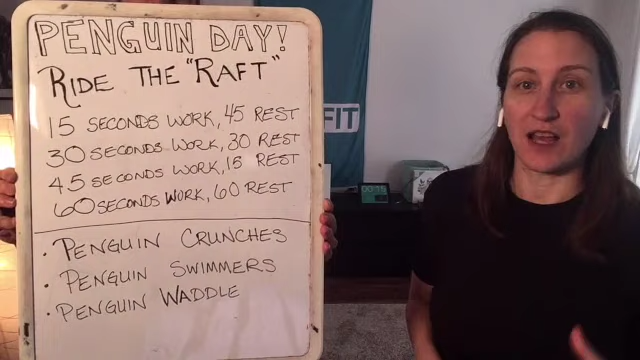 PENGUIN DAY!
RIDE THE "RAFT"
15 SECONDS WORK, 45 REST
30 SECONDS WORK, 30 REST
45 SECONDS WORK, 15 REST
60 SECONDS WORK, 60 REST
· PENGUIN CRUNCHES
· PENGUIN SWIMMERS
· PENGUIN WADDLE
FIT